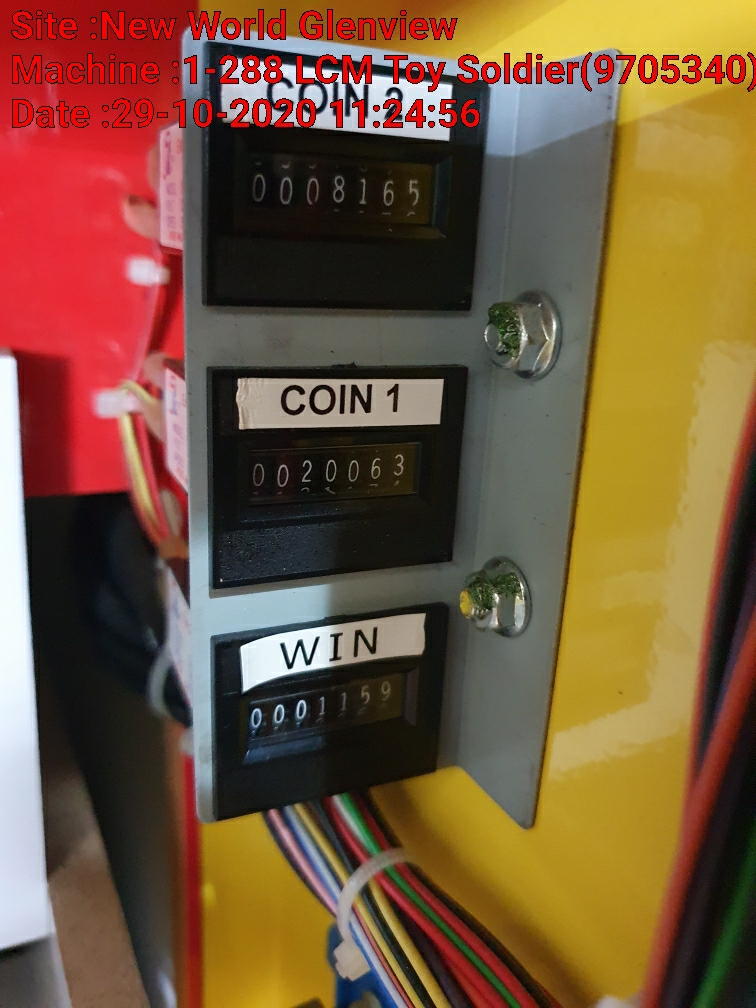 Site :New World Glenview
Machine :1-288 LCM Toy Soldier(9705340)
Date :29-10-2020 11:24:56
COIN 2
0008165
COIN 1
0020063
WIN
0001159